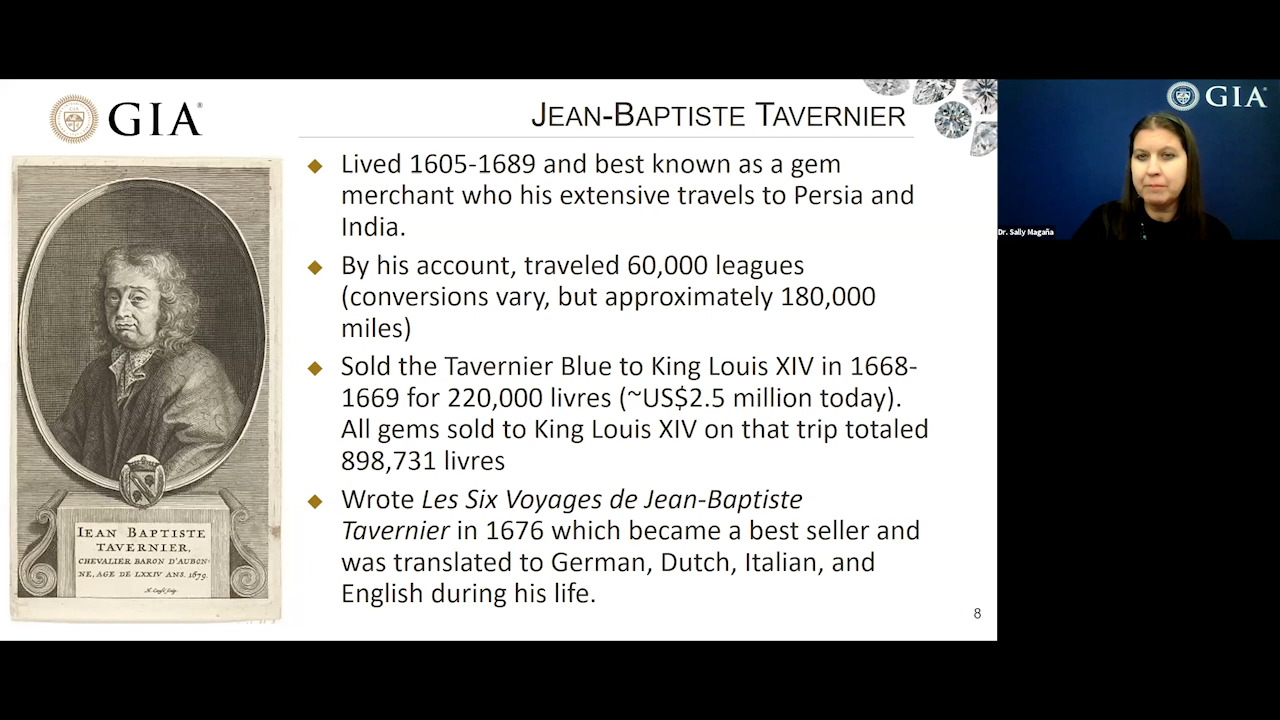 GIA®
JEAN-BAPTISTE TAVERNIER
Lived 1605-1689 and best known as a gem
merchant who his extensive travels to Persia and
India.
By his account, traveled 60,000 leagues
(conversions vary, but approximately 180,000
miles)
Sold the Tavernier Blue to King Louis XIV in 1668-
1669 for 220,000 livres (~US$2.5 million today).
All gems sold to King Louis XIV on that trip totaled
898,731 livres
Wrote Les Six Voyages de Jean-Baptiste
Tavernier in 1676 which became a best seller and
was translated to German, Dutch, Italian, and
English during his life.
8
IEAN BAPTISTE
TAVERNIER,
CHEVALIER BARON D'AUBON-
NE, AGE DE LXXIV ANS. 1679.
GIA®
Dr. Sally Magaña